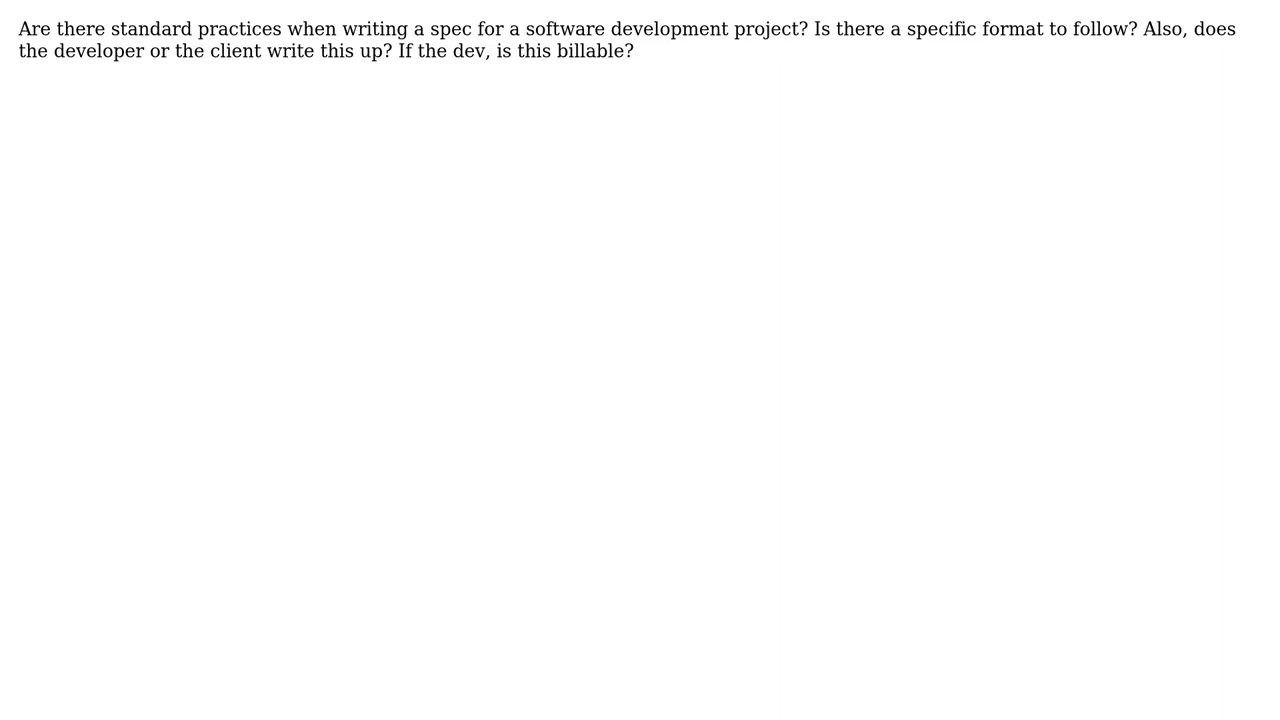 Are there standard practices when writing a spec for a software development project? Is there a specific format to follow? Also, does
the developer or the client write this up? If the dev, is this billable?